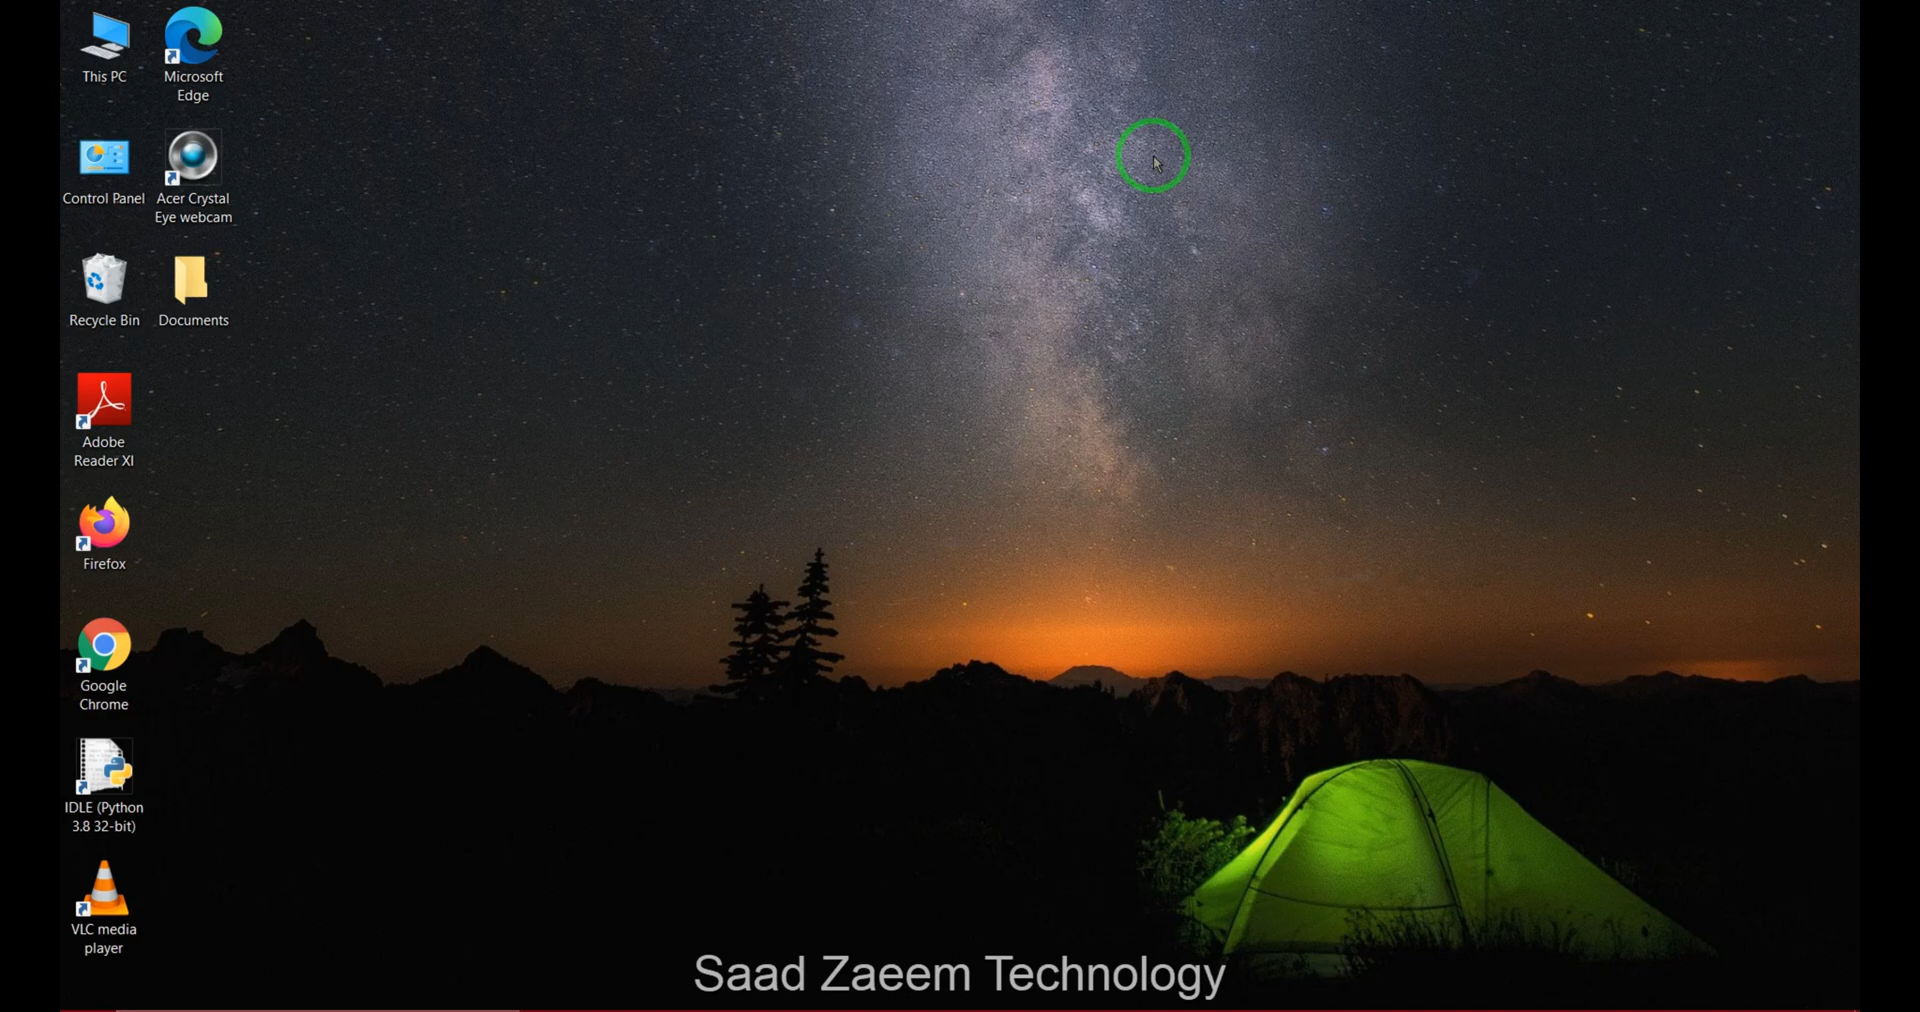 This PC
Microsoft
Edge
Control Panel
Acer Crystal
Eye webcam
Recycle Bin
Documents
Adobe
Reader XI
Firefox
Google
Chrome
IDLE (Python
3.8 32-bit)
VLC media
player
Saad Zaeem Technology